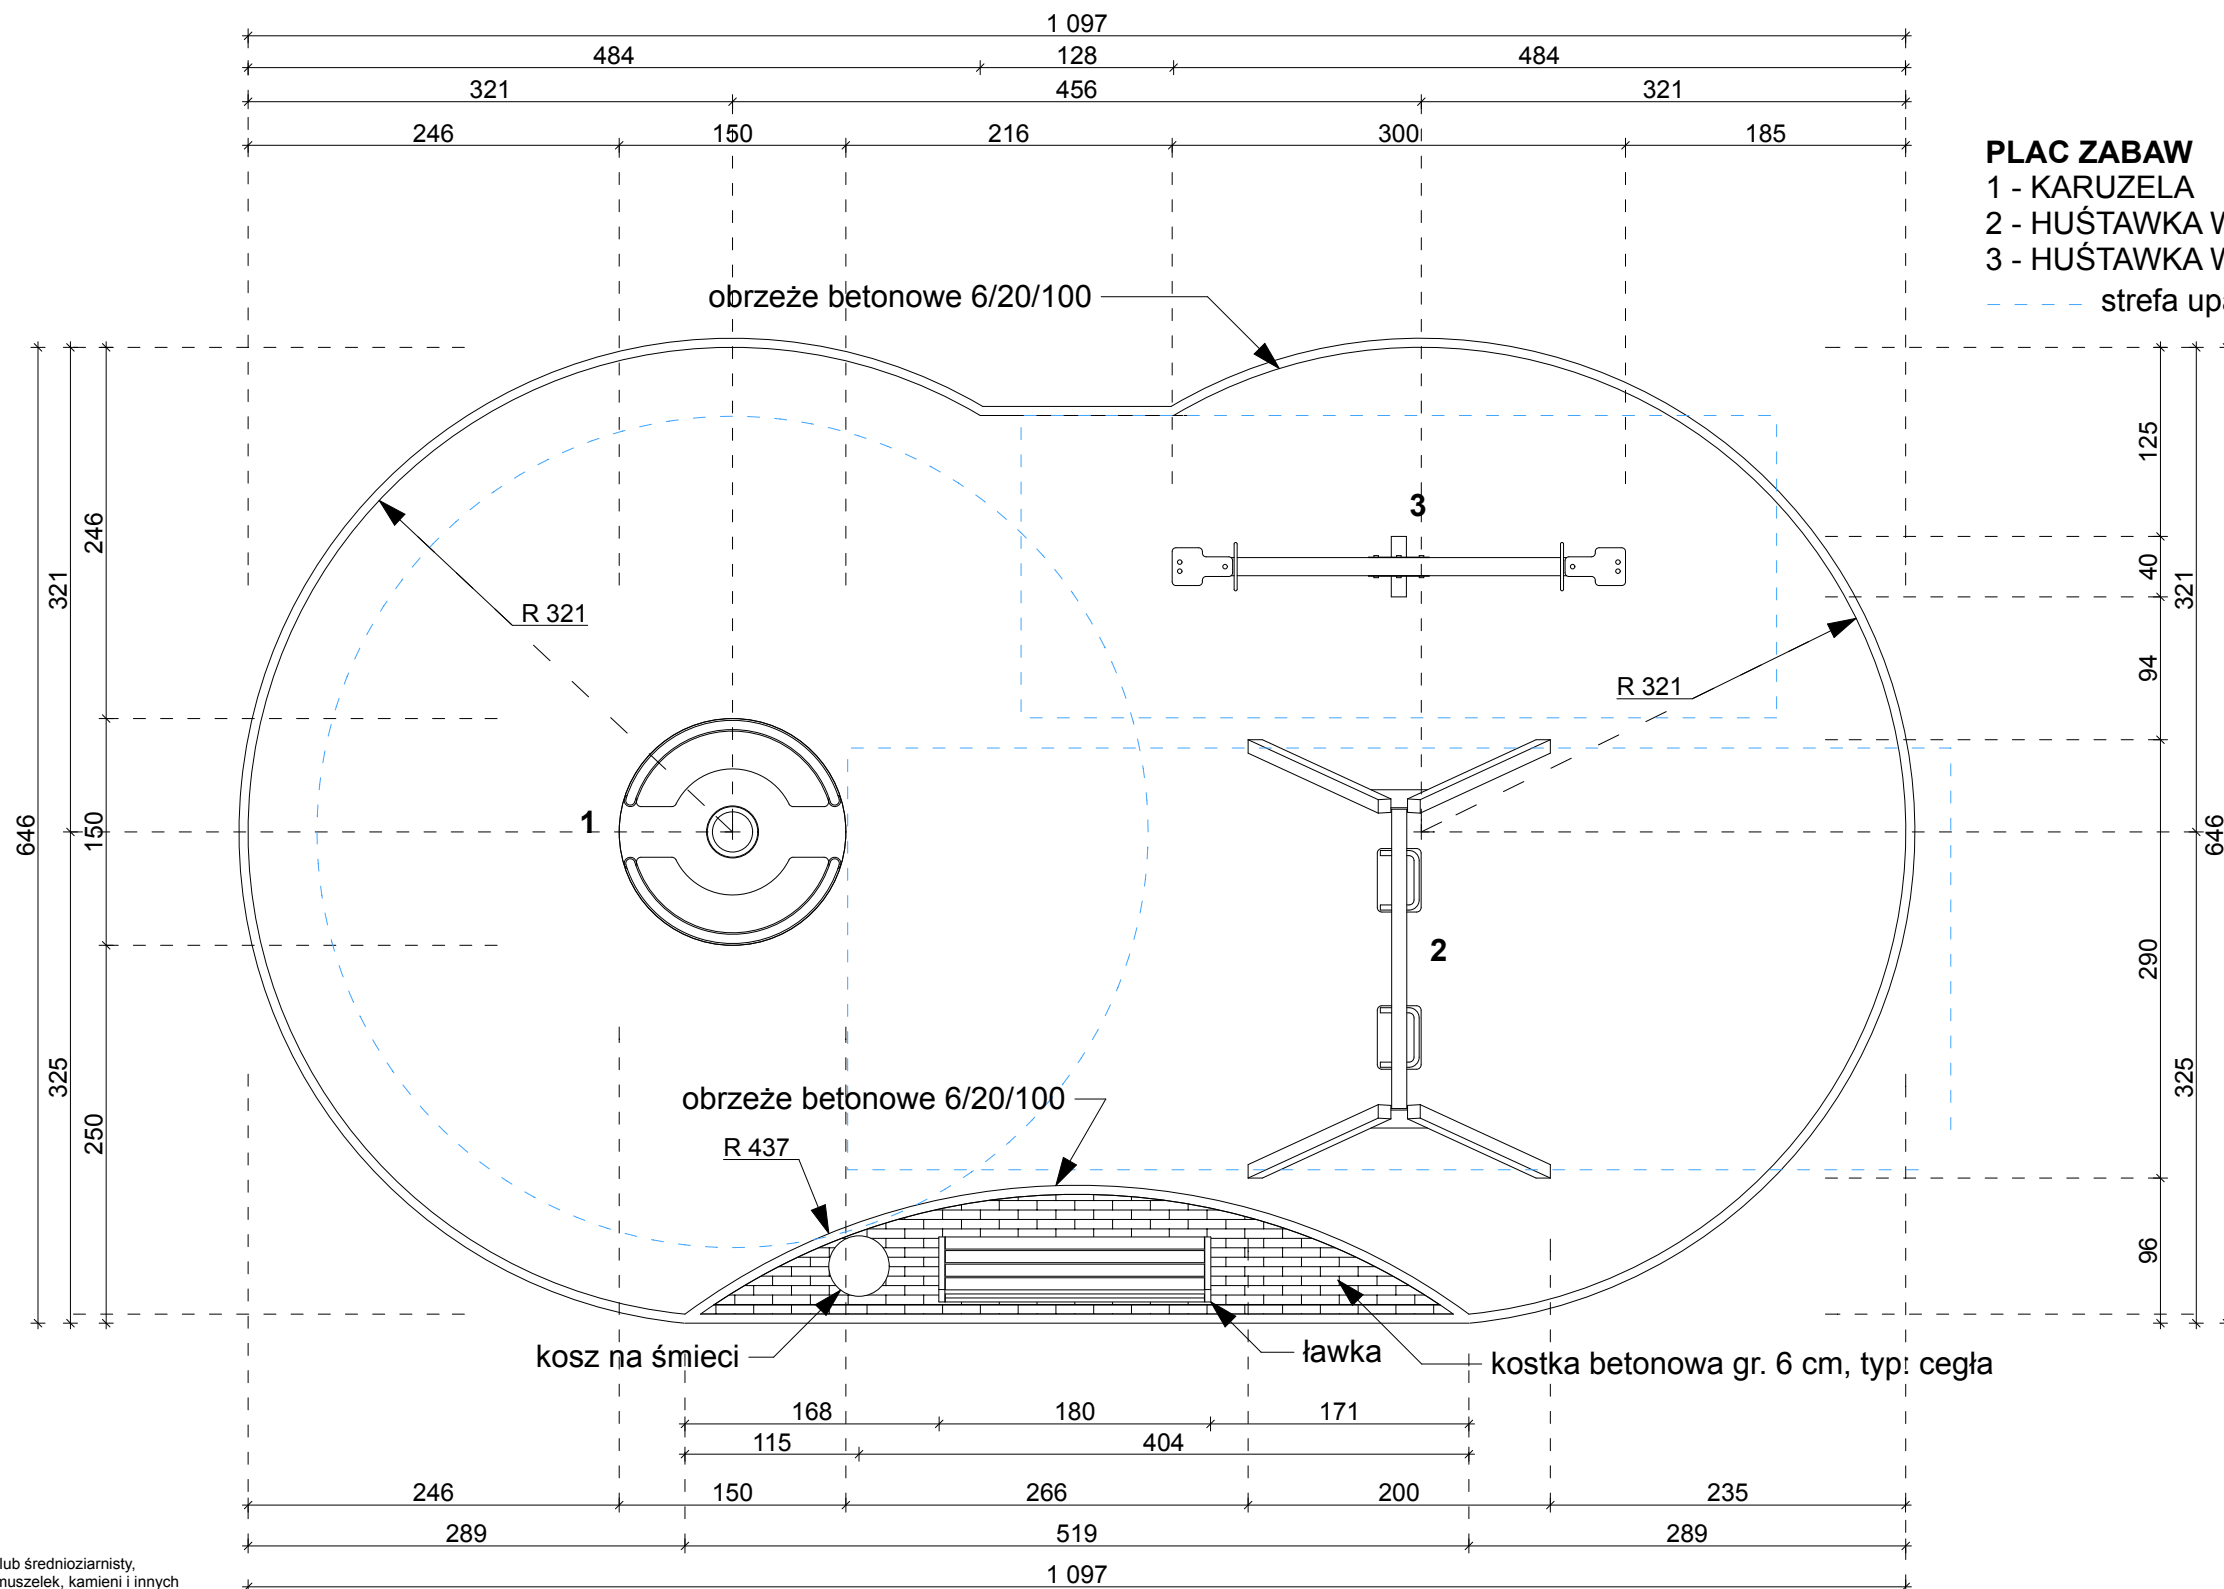 1 097
484 128 484
321 456 321
246 150 216 300 185
PLAC ZABAW
1 - KARUZELA
2 - HUŚTAWKA
3 - HUŚTAWKA
strefa
obrzeże betonowe 6/20/100
646
321
325
246
150
250
R 321
R 321
1
2
3
125
40
94
290
96
321
325
646
obrzeże betonowe 6/20/100
R 437
kosz na śmieci
ławka
kostka betonowa gr. 6 cm, typ: cegła
168 180 171
115 404
246 150 266 200 235
289 519 289
1 097
lub średnioziarnisty,
muszelek, kamieni i innych